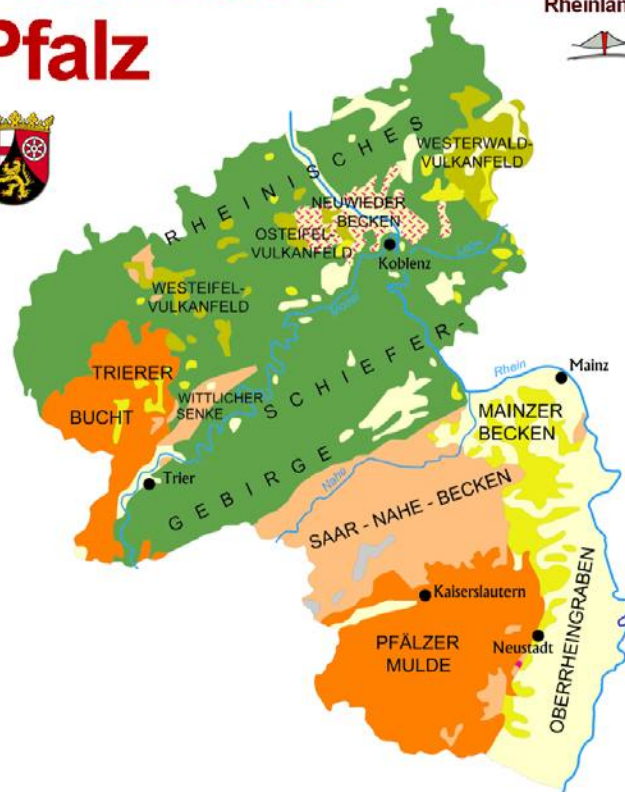 Rheinlan
Pfalz
WESTERWALD-
VULKANFELD
RHEINISCHES
NEUWIEDER
BECKEN
OSTEIFEL-
VULKANFELD
Koblenz
Lahn
WESTEIFEL-
VULKANFELD
Mosel
SCHIEFER-
Rhein
Mainz
TRIERER
BUCHT
WITTLICHER
SENKE
MAINZER
BECKEN
Trier
GEBIRGE
Nahe
SAAR - NAHE - BECKEN
Kaiserslautern
OBERRHEINGRABEN
PFÄLZER
MULDE
Neustadt